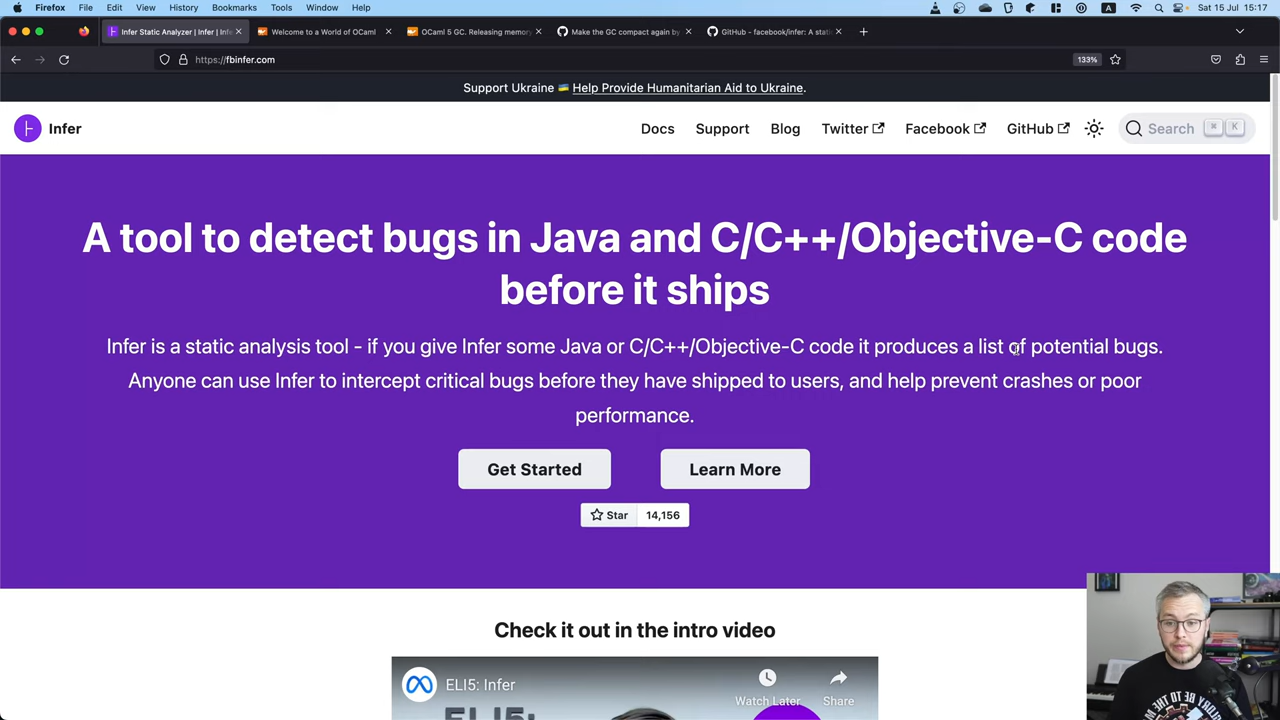 Firefox File Edit View History Bookmarks Tools Window Help
A Sat 15 Jul 15:17
Infer Static Analyzer | Infer | Infe
Welcome to a World of OCaml
OCaml 5 GC. Releasing memory
Make the GC compact again by
GitHub - facebook/infer: A stati
https://fbinfer.com
133%
Support Ukraine 🇺🇦 Help Provide Humanitarian Aid to Ukraine.
Infer
Docs Support Blog Twitter Facebook GitHub
Search ⌘ K
A tool to detect bugs in Java and C/C++/Objective-C code
before it ships
Infer is a static analysis tool - if you give Infer some Java or C/C++/Objective-C code it produces a list of potential bugs.
Anyone can use Infer to intercept critical bugs before they have shipped to users, and help prevent crashes or poor
performance.
Get Started Learn More
Star 14,156
Check it out in the intro video
ELI5: Infer
Watch Later Share
ELI5: